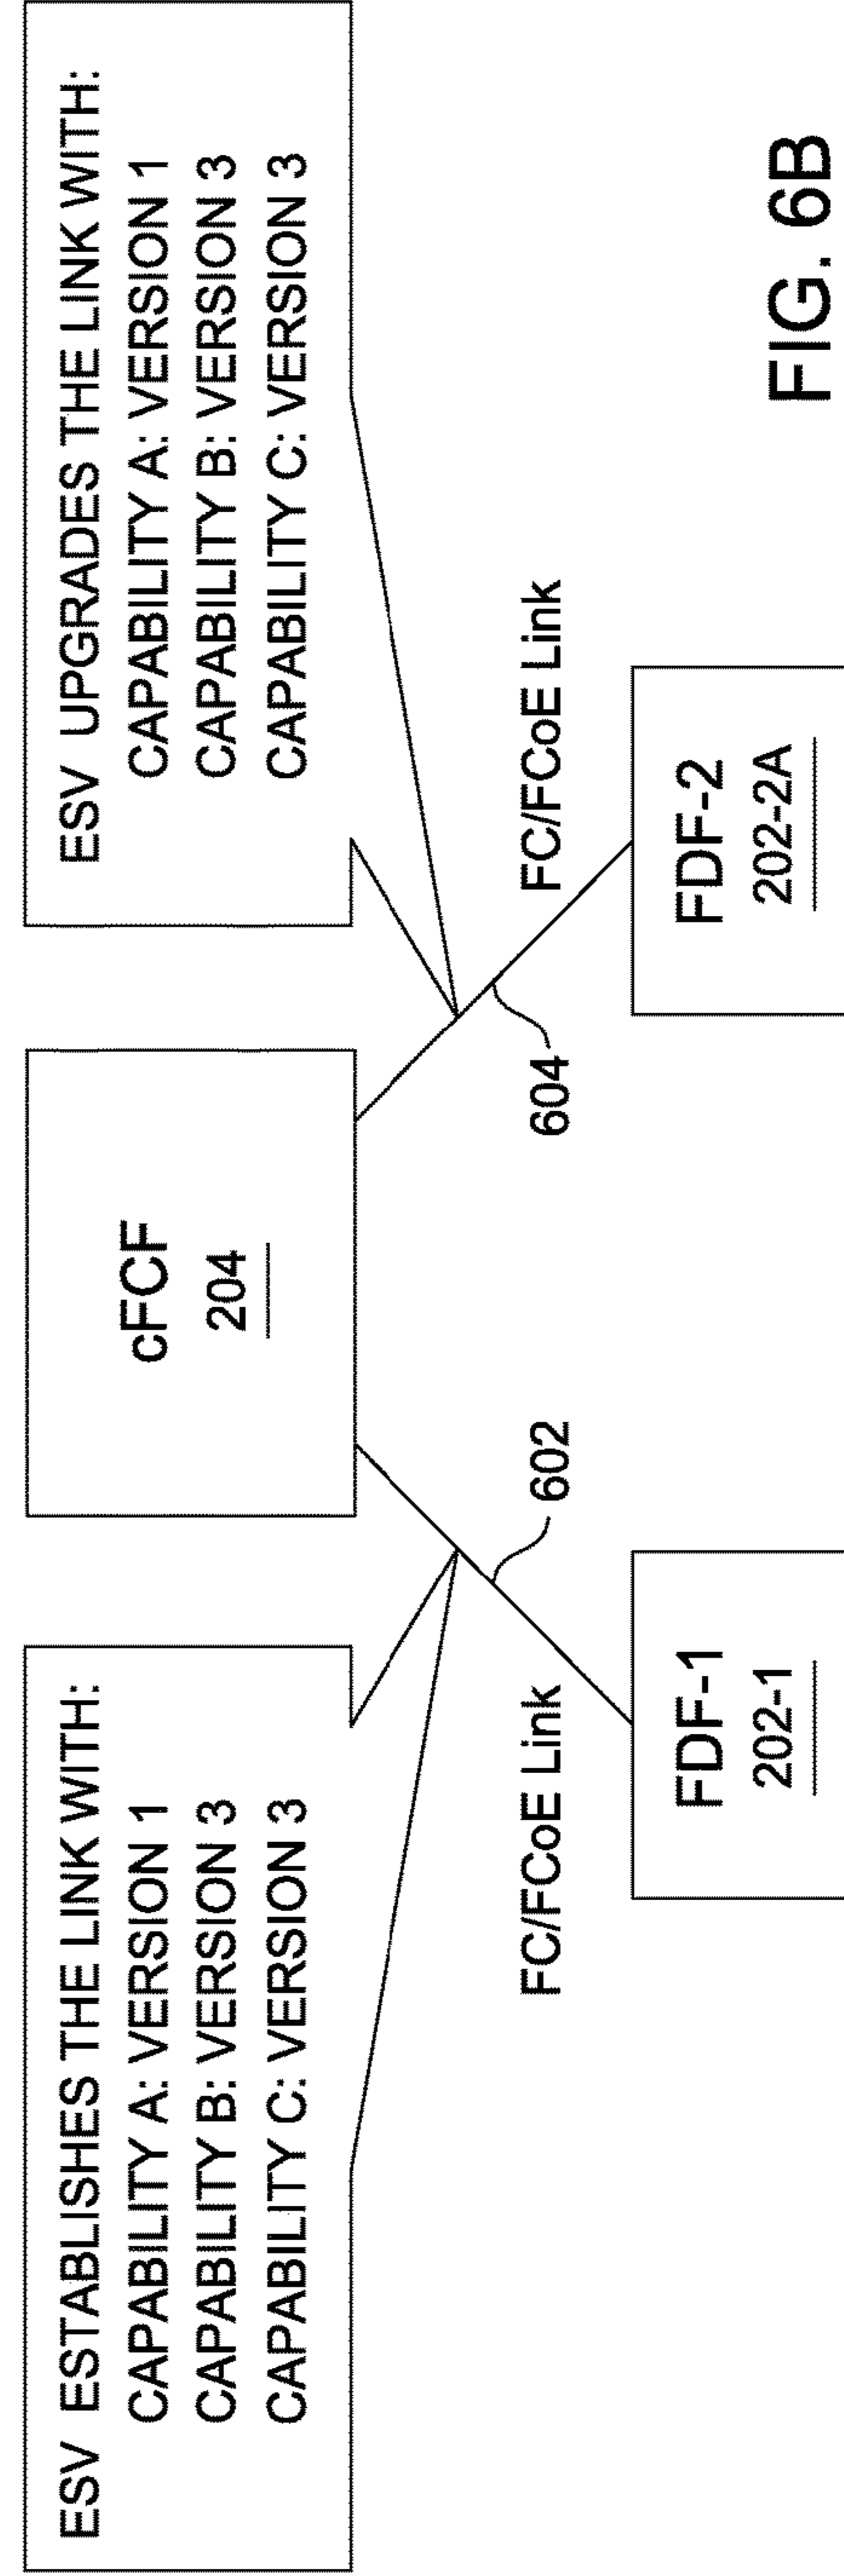 ESV ESTABLISHES THE LINK WITH:
CAPABILITY A: VERSION 1
CAPABILITY B: VERSION 3
CAPABILITY C: VERSION 3
cFCF
204
ESV UPGRADES THE LINK WITH:
CAPABILITY A: VERSION 1
CAPABILITY B: VERSION 3
CAPABILITY C: VERSION 3
FC/FCoE Link
602
604
FC/FCoE Link
FDF-1
202-1
FDF-2
202-2A
FIG. 6B